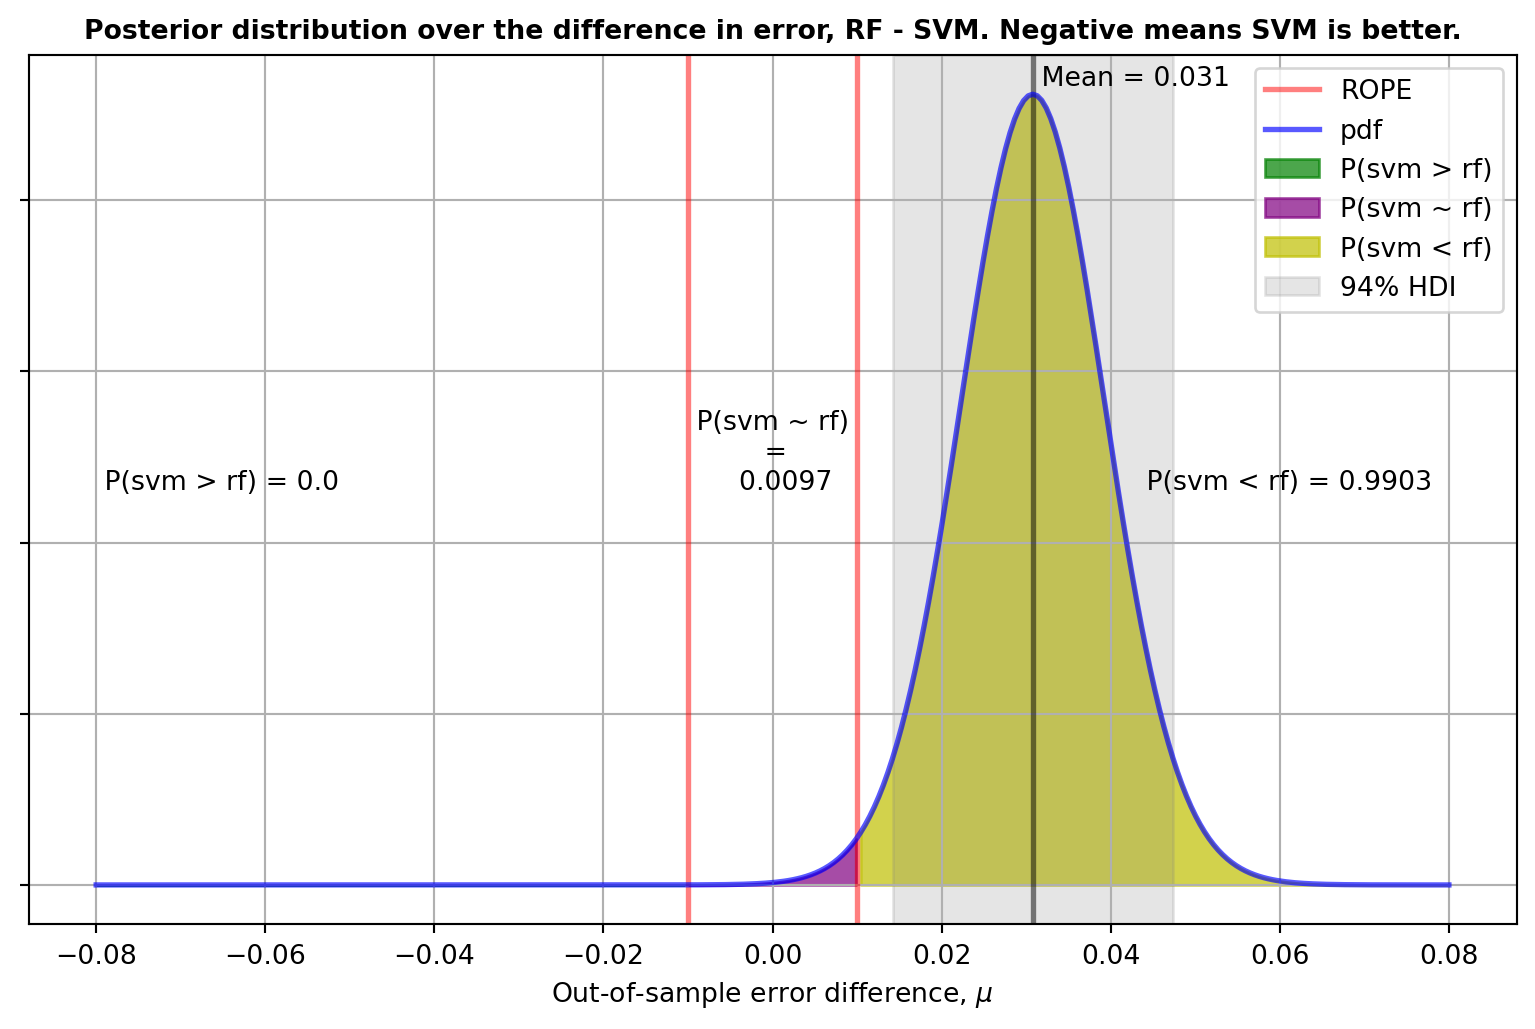 Posterior distribution over the difference in error, RF - SVM. Negative means SVM is better.
Mean = 0.031
ROPE
pdf
P(svm > rf)
P(svm ~ rf)
P(svm < rf)
94% HDI
P(svm ~ rf)
=
0.0097
P(svm > rf) = 0.0
P(svm < rf) = 0.9903
−0.08 −0.06 −0.04 −0.02 0.00 0.02 0.04 0.06 0.08
Out-of-sample error difference, μ